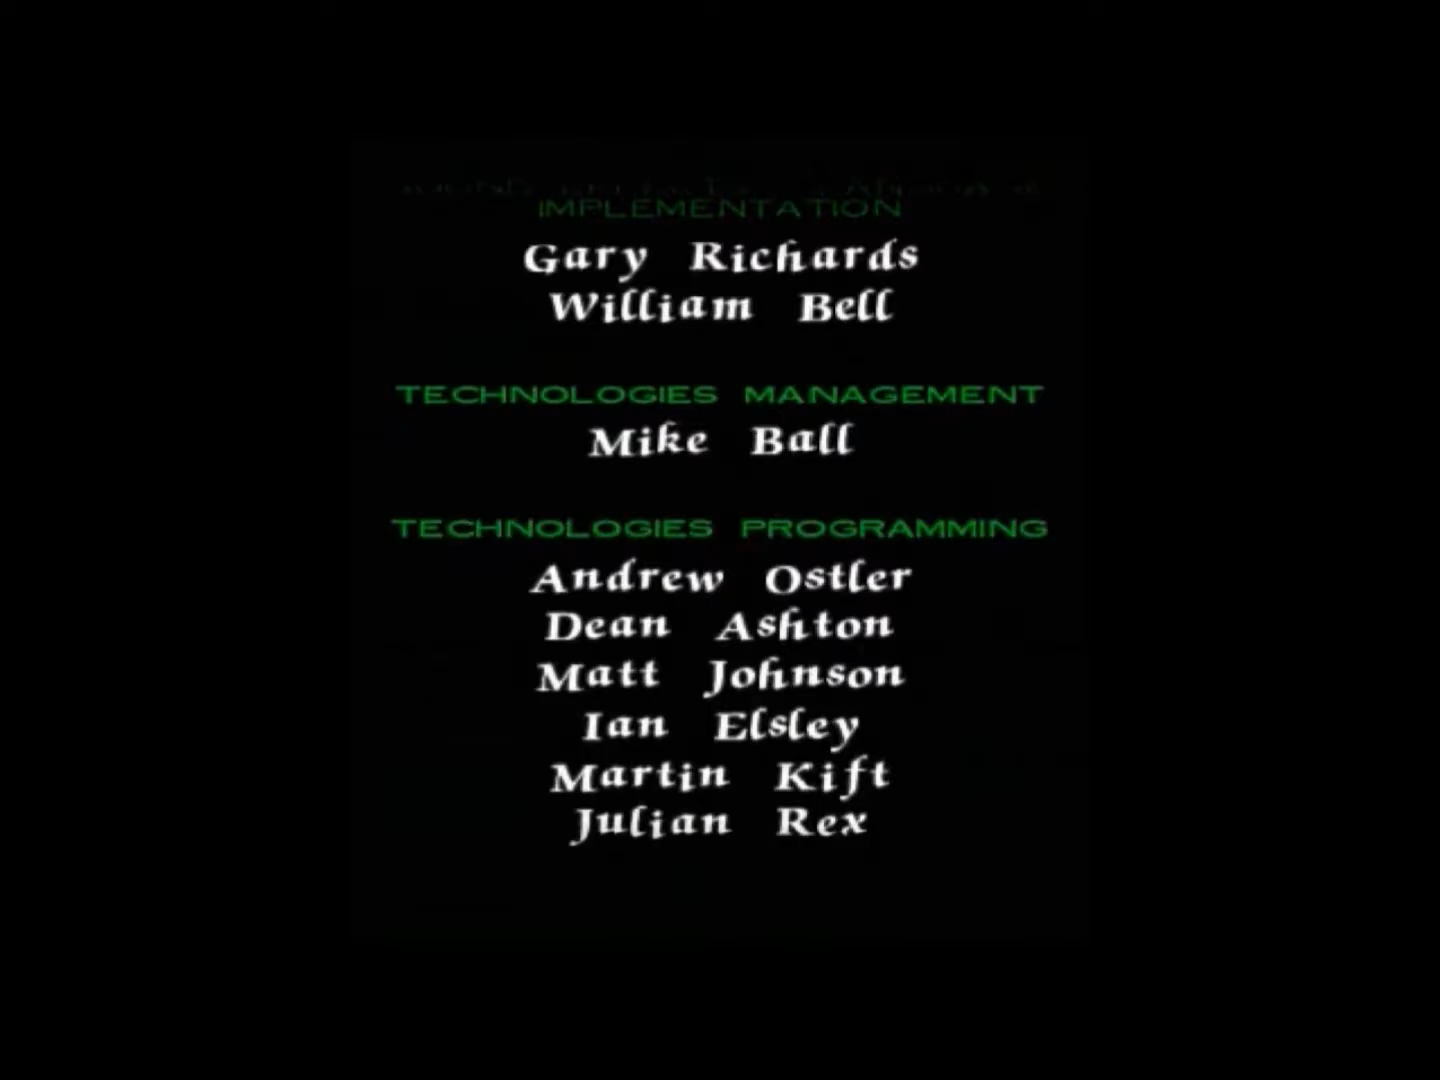 IMPLEMENTATION
Gary Richards
William Bell
TECHNOLOGIES MANAGEMENT
Mike Ball
TECHNOLOGIES PROGRAMMING
Andrew Ostler
Dean Ashton
Matt Johnson
Ian Elsley
Martin Kift
Julian Rex